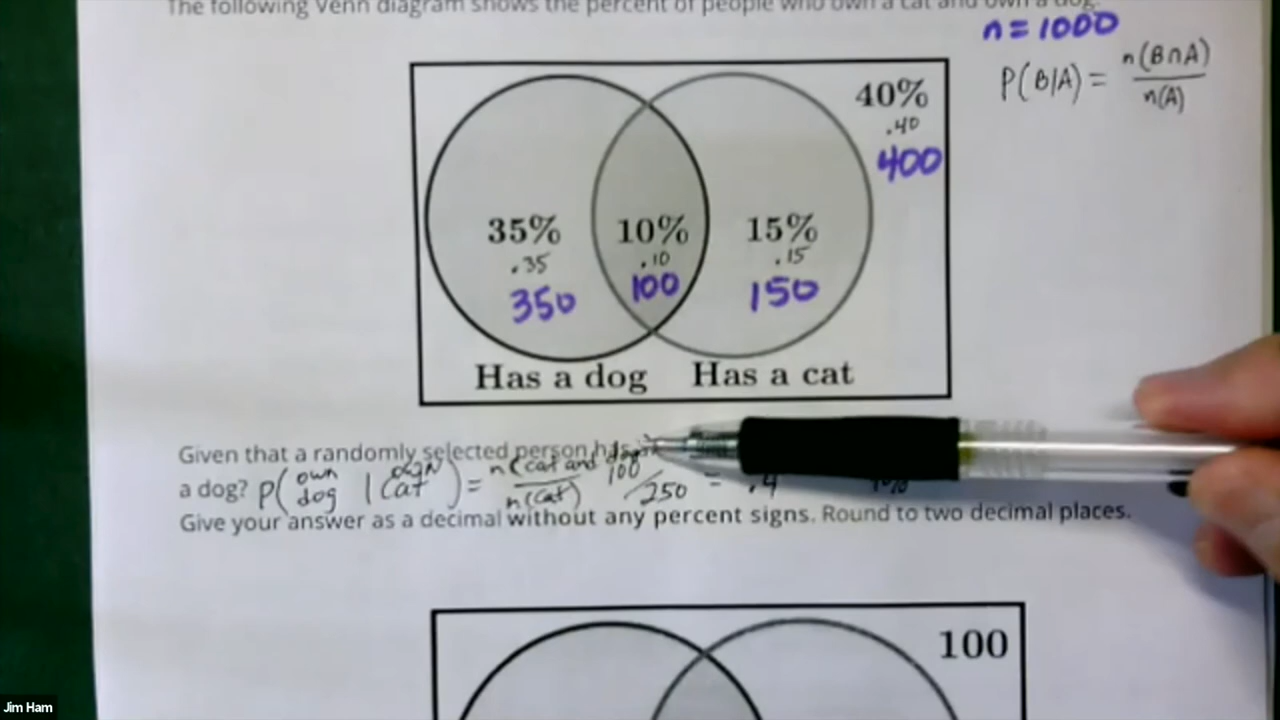 The following Venn diagram shows the percent of people who own a cat and own a dog.
n = 1000
P(B|A) = n(B∩A)
n(A)
40%
.40
400
35% 10% 15%
.35 .10 .15
350 100 150
Has a dog Has a cat
Given that a randomly selected person has
a dog? P( own dog | own Cat ) = n(cat and dog) / n(Cat) 100/250 = .4
Give your answer as a decimal without any percent signs. Round to two decimal places.
100
Jim Ham